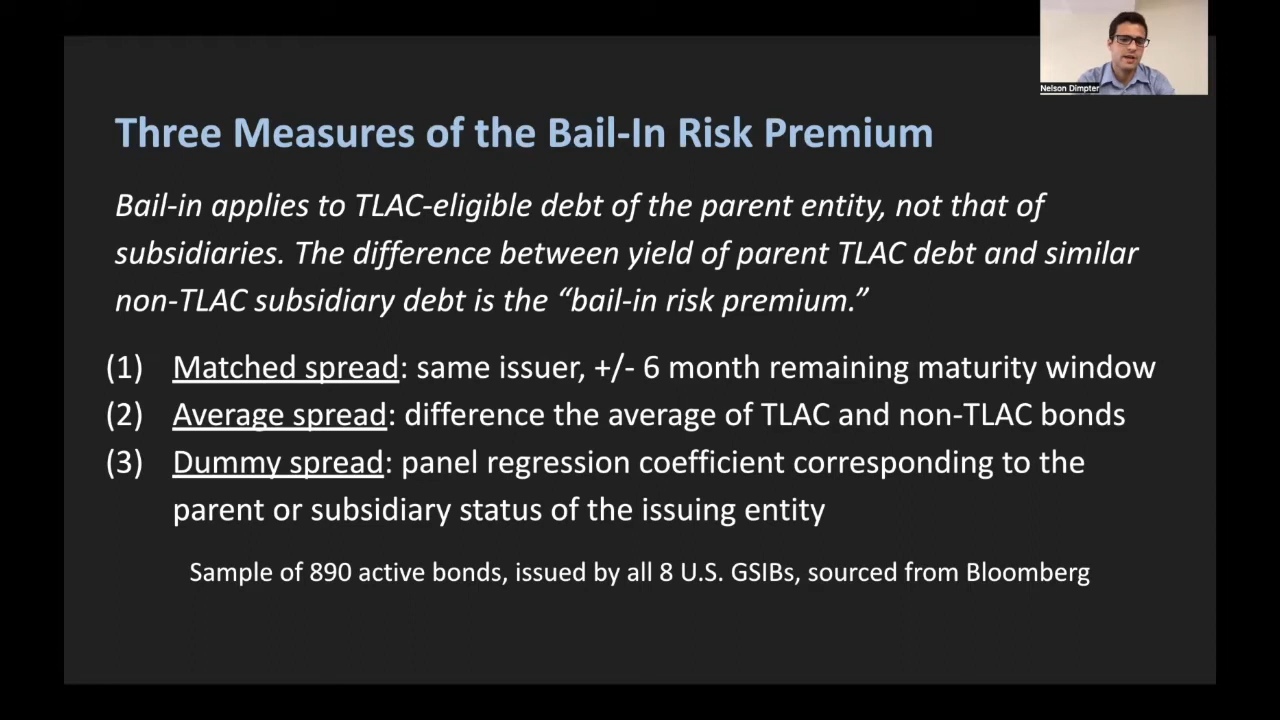 Nelson Dimpter
Three Measures of the Bail-In Risk Premium
Bail-in applies to TLAC-eligible debt of the parent entity, not that of
subsidiaries. The difference between yield of parent TLAC debt and similar
non-TLAC subsidiary debt is the “bail-in risk premium.”
(1) Matched spread: same issuer, +/- 6 month remaining maturity window
(2) Average spread: difference the average of TLAC and non-TLAC bonds
(3) Dummy spread: panel regression coefficient corresponding to the
parent or subsidiary status of the issuing entity
Sample of 890 active bonds, issued by all 8 U.S. GSIBs, sourced from Bloomberg